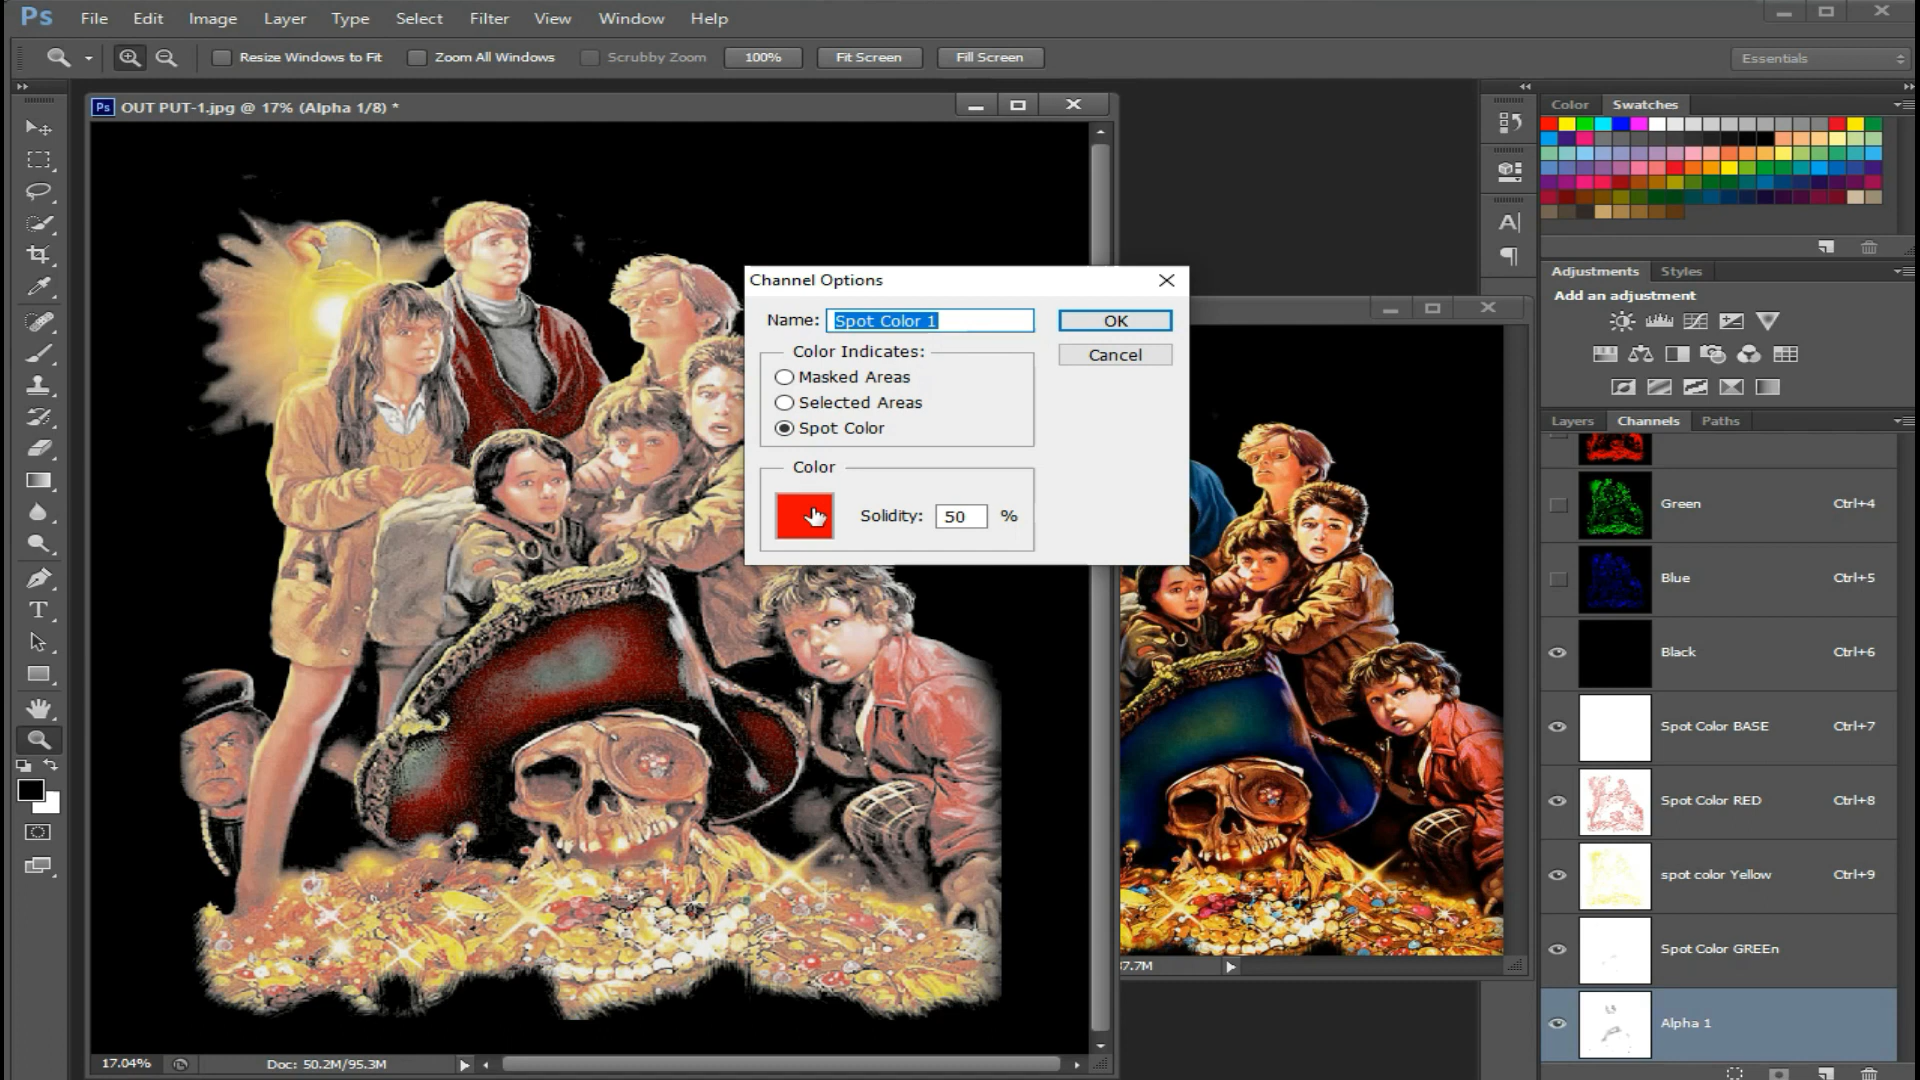 Ps File Edit Image Layer Type Select Filter View Window Help
Resize Windows to Fit Zoom All Windows Scrubby Zoom 100% Fit Screen Fill Screen Essentials
Ps OUT PUT-1.jpg @ 17% (Alpha 1/8) *
Color Swatches
Adjustments Styles
Add an adjustment
Channel Options
Name: Spot Color 1 OK
Color Indicates: Cancel
Masked Areas
Selected Areas
Spot Color
Color
Solidity: 50 %
Layers Channels Paths
Green Ctrl+4
Blue Ctrl+5
Black Ctrl+6
Spot Color BASE Ctrl+7
Spot Color RED Ctrl+8
spot color Yellow Ctrl+9
Spot Color GREEn
Alpha 1
17.04% Doc: 50.2M/95.3M
37.7M